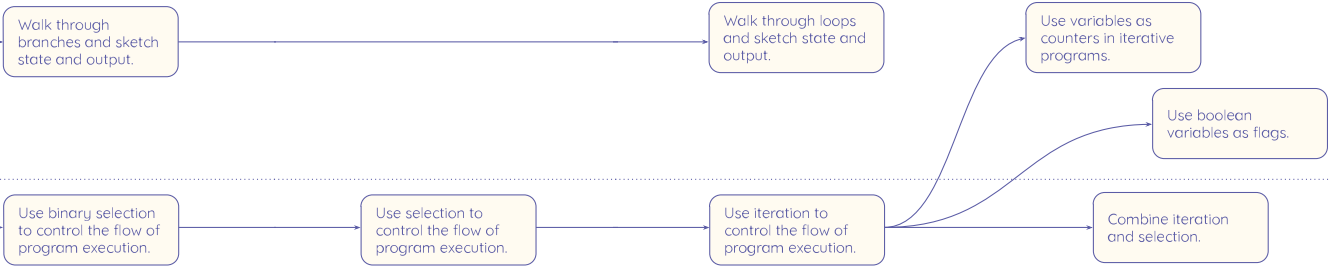 Walk through
branches and sketch
state and output.
Walk through loops
and sketch state and
output.
Use variables as
counters in iterative
programs.
Use boolean
variables as flags.
Use binary selection
to control the flow of
program execution.
Use selection to
control the flow of
program execution.
Use iteration to
control the flow of
program execution.
Combine iteration
and selection.